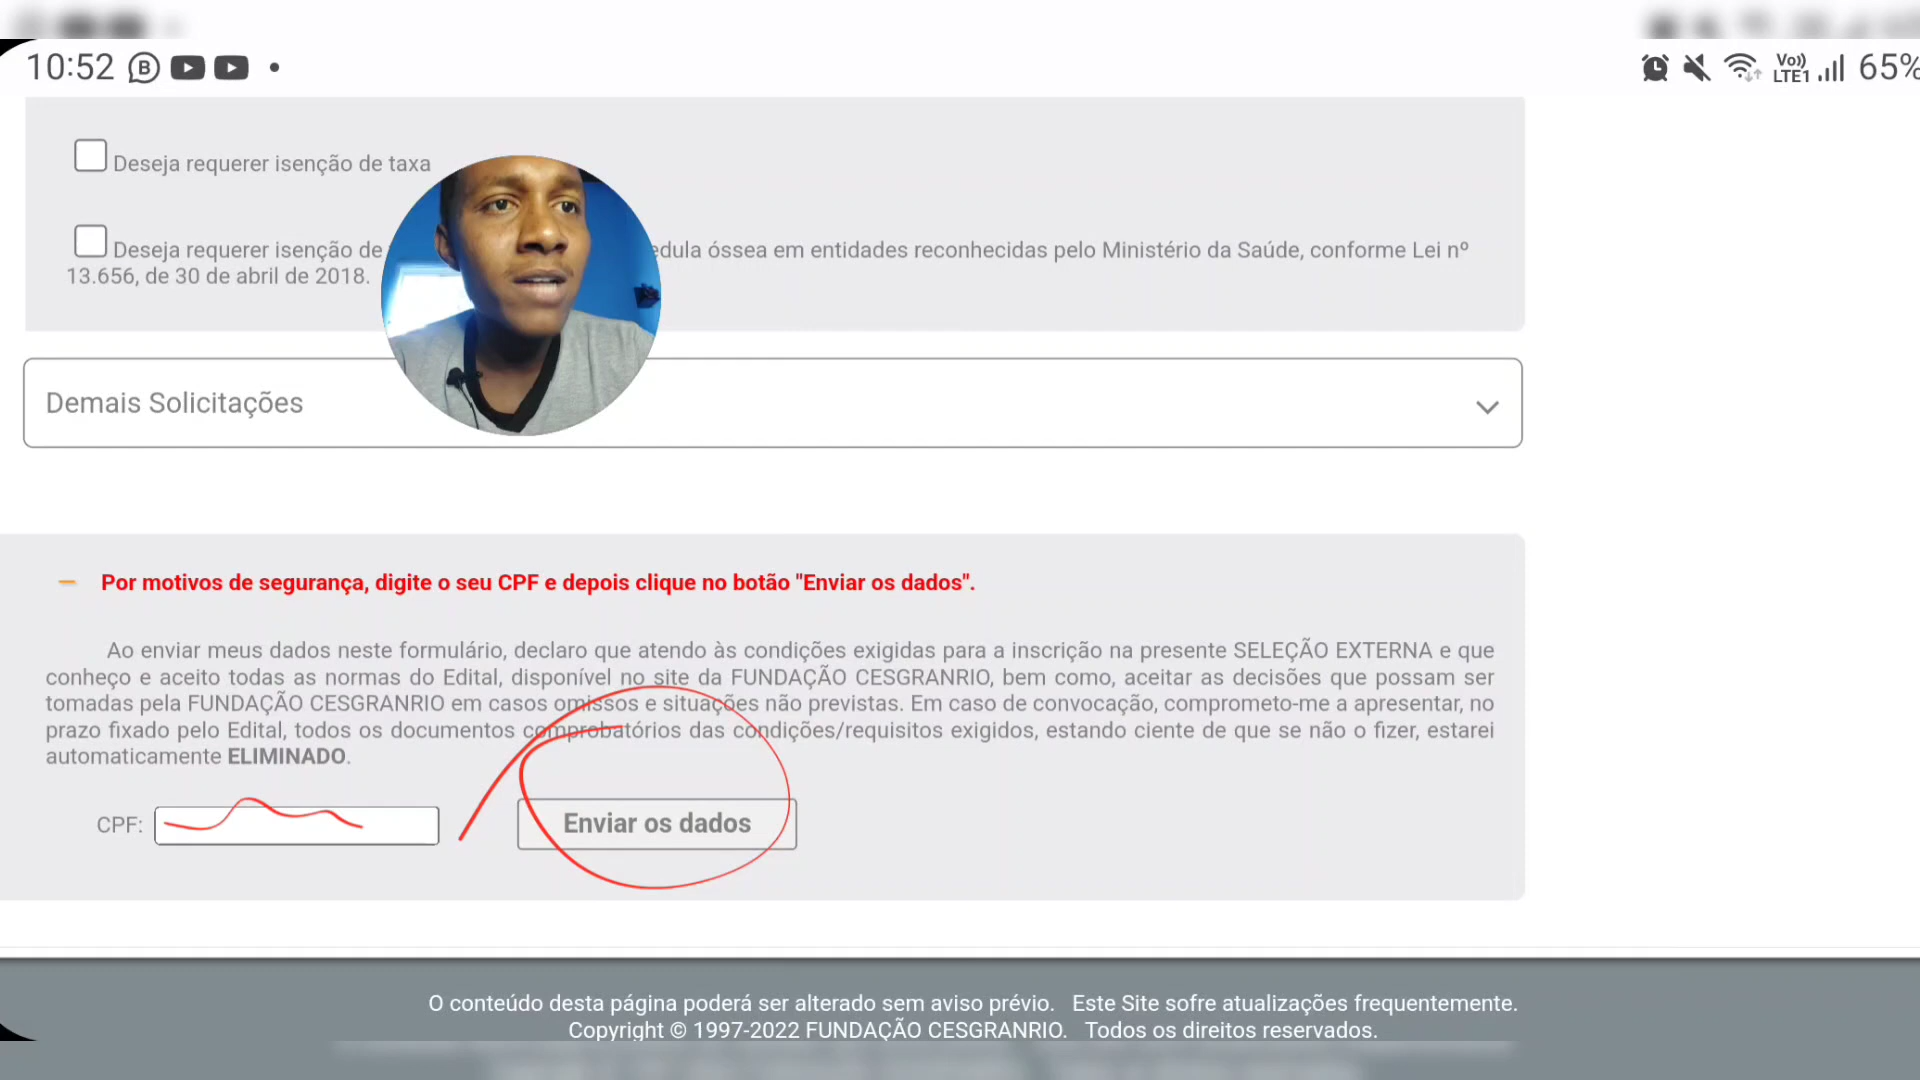 10:52
Vo))
LTE1
65%
Deseja requerer isenção de taxa
Deseja requerer isenção de edula óssea em entidades reconhecidas pelo Ministério da Saúde, conforme Lei nº
13.656, de 30 de abril de 2018.
Demais Solicitações
Por motivos de segurança, digite o seu CPF e depois clique no botão "Enviar os dados".
Ao enviar meus dados neste formulário, declaro que atendo às condições exigidas para a inscrição na presente SELEÇÃO EXTERNA e que
conheço e aceito todas as normas do Edital, disponível no site da FUNDAÇÃO CESGRANRIO, bem como, aceitar as decisões que possam ser
tomadas pela FUNDAÇÃO CESGRANRIO em casos omissos e situações não previstas. Em caso de convocação, comprometo-me a apresentar, no
prazo fixado pelo Edital, todos os documentos comprobatórios das condições/requisitos exigidos, estando ciente de que se não o fizer, estarei
automaticamente ELIMINADO.
CPF:
Enviar os dados
O conteúdo desta página poderá ser alterado sem aviso prévio. Este Site sofre atualizações frequentemente.
Copyright © 1997-2022 FUNDAÇÃO CESGRANRIO. Todos os direitos reservados.